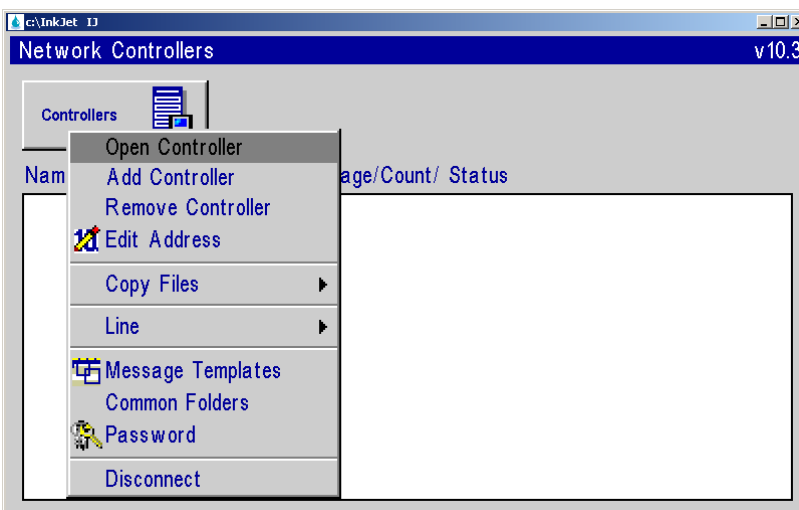 c:\InkJet IJ
Network Controllers v10.3
Controllers
Open Controller
Nam age/Count/ Status
Add Controller
Remove Controller
Edit Address
Copy Files
Line
Message Templates
Common Folders
Password
Disconnect